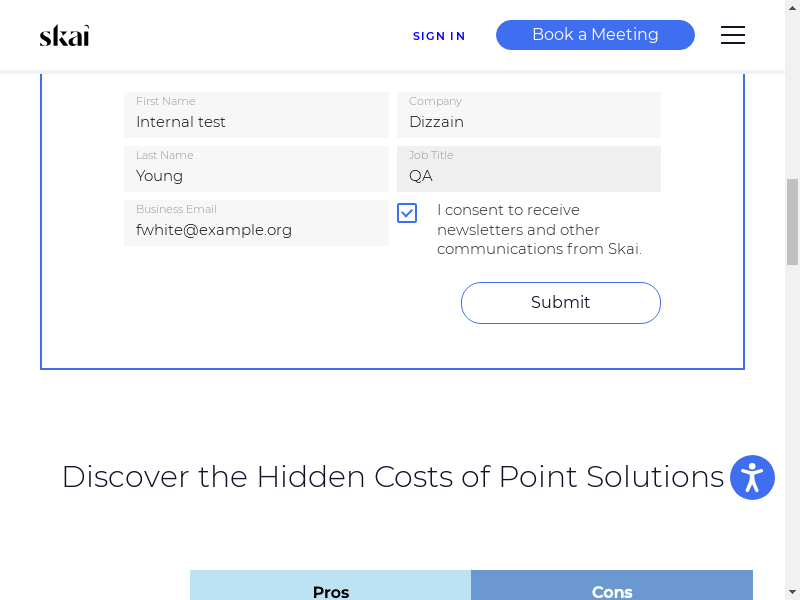 skai
SIGN IN
Book a Meeting
First Name
Internal test
Company
Dizzain
Last Name
Young
Job Title
QA
Business Email
fwhite@example.org
I consent to receive
newsletters and other
communications from Skai.
Submit
Discover the Hidden Costs of Point Solutions
Pros
Cons